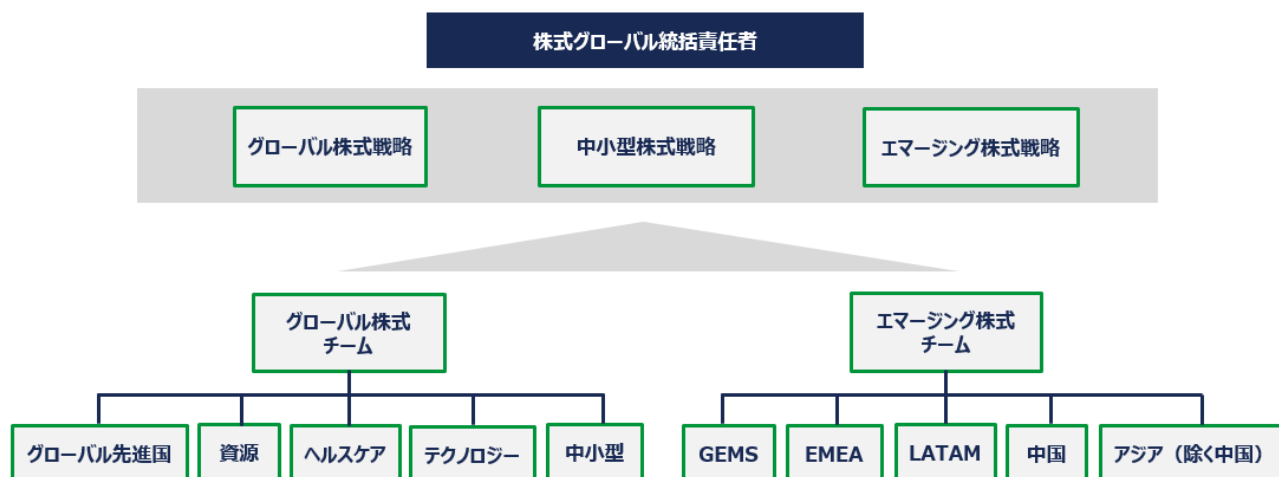 株式グローバル統括責任者
グローバル株式戦略
中小型株式戦略
エマージング株式戦略
グローバル株式
チーム
エマージング株式
チーム
グローバル先進国
資源
ヘルスケア
テクノロジー
中小型
GEMS
EMEA
LATAM
中国
アジア（除く中国）